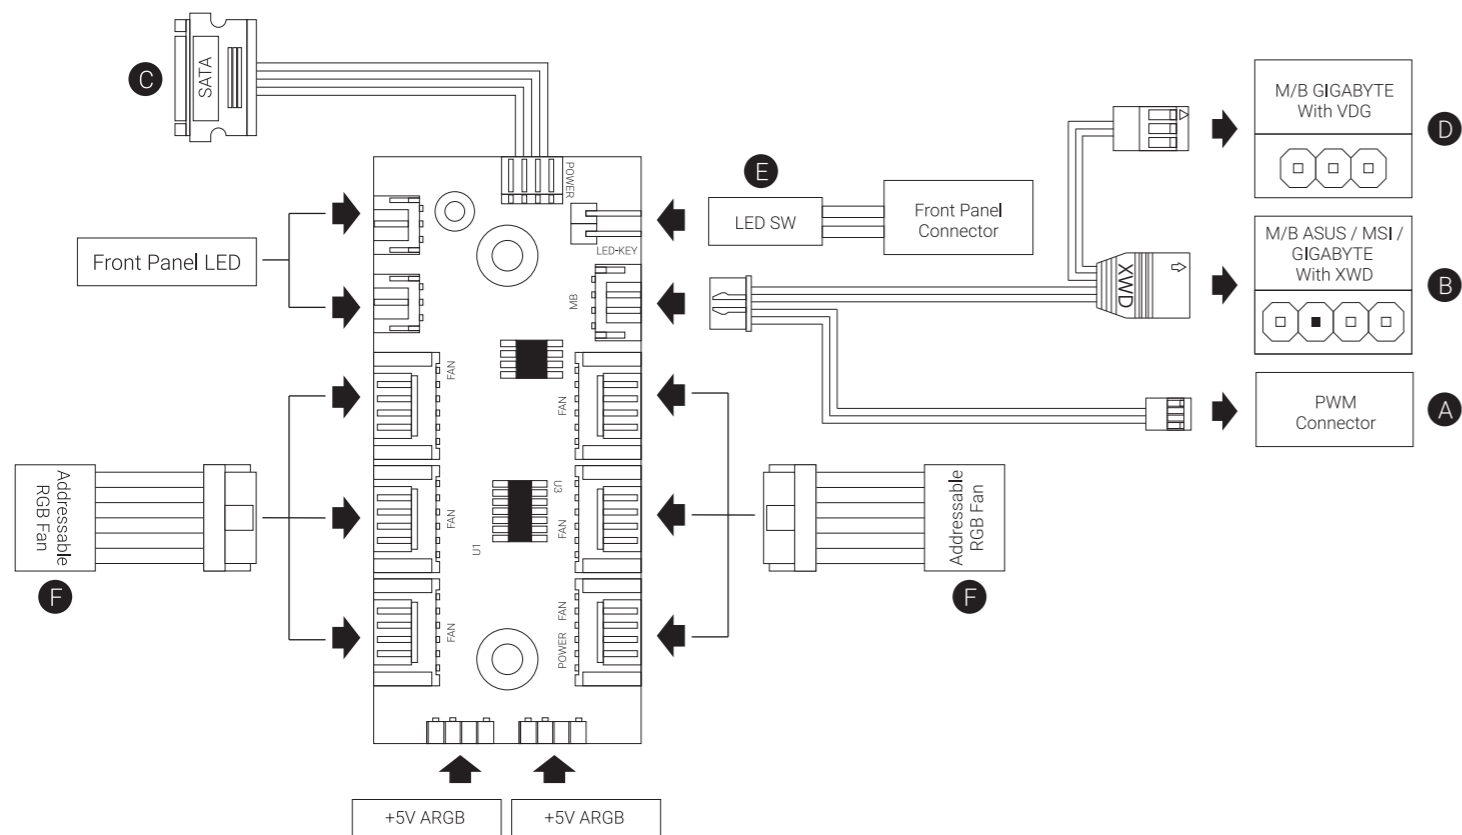 C
SATA
POWER
Front Panel LED
LED-KEY
E
LED SW
Front Panel
Connector
M/B GIGABYTE
With VDG
D
M/B ASUS / MSI /
GIGABYTE
With XWD
B
XWD
MB
PWM
Connector
A
FAN
FAN
Addressable
RGB Fan
F
FAN
U1
U3
FAN
Addressable
RGB Fan
F
FAN
FAN
POWER
+5V ARGB
+5V ARGB